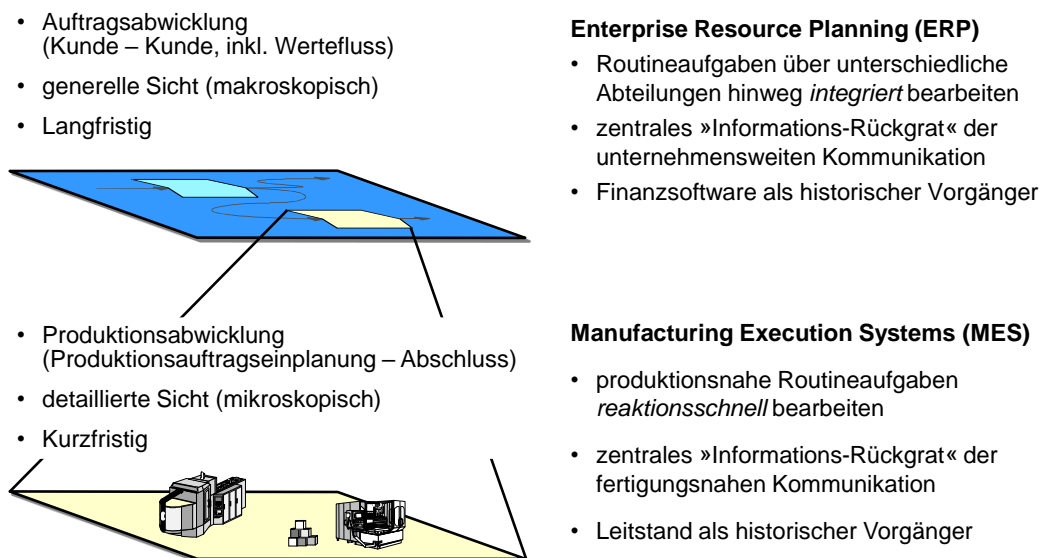 • Auftragsabwicklung
(Kunde – Kunde, inkl. Wertefluss)
• generelle Sicht (makroskopisch)
• Langfristig
Enterprise Resource Planning (ERP)
• Routineaufgaben über unterschiedliche
Abteilungen hinweg integriert bearbeiten
• zentrales »Informations-Rückgrat« der
unternehmensweiten Kommunikation
• Finanzsoftware als historischer Vorgänger
• Produktionsabwicklung
(Produktionsauftragseinplanung – Abschluss)
• detaillierte Sicht (mikroskopisch)
• Kurzfristig
Manufacturing Execution Systems (MES)
• produktionsnahe Routineaufgaben
reaktionsschnell bearbeiten
• zentrales »Informations-Rückgrat« der
fertigungsnahen Kommunikation
• Leitstand als historischer Vorgänger